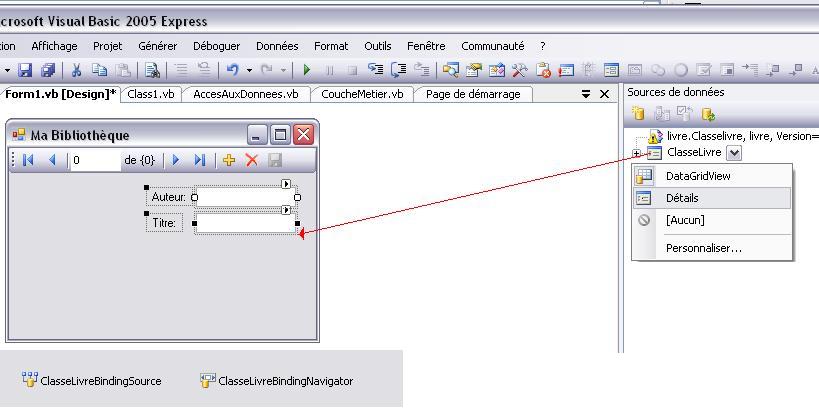 crosoft Visual Basic 2005 Express
tion Affichage Projet Générer Déboguer Données Format Outils Fenêtre Communauté ?
Form1.vb [Design]* Class1.vb AccesAuxDonnees.vb CoucheMetier.vb Page de démarrage
Sources de données
livre.Classelivre, livre, Version=
ClasseLivre
DataGridView
Détails
[Aucun]
Personnaliser...
Ma Bibliothèque
0 de {0}
Auteur:
Titre:
ClasseLivreBindingSource ClasseLivreBindingNavigator